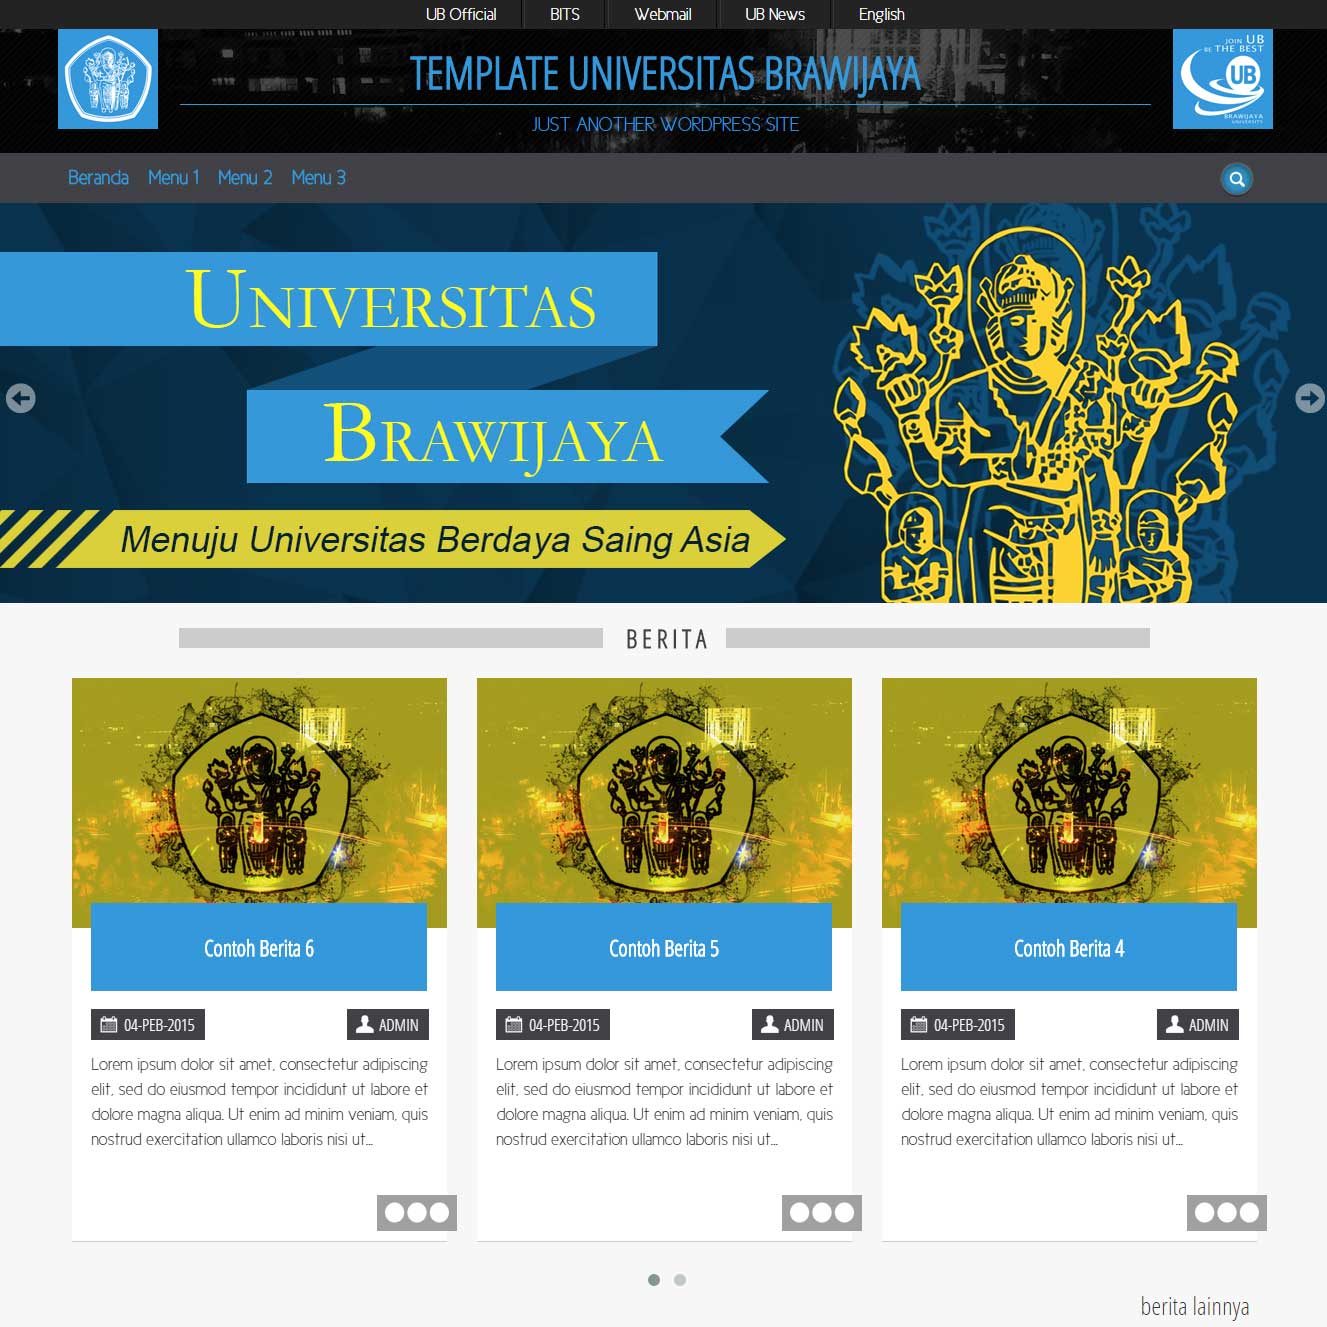 UB Official BITS Webmail UB News English
JOIN UB
BE THE BEST
UB
BRAWIJAYA
UNIVERSITY
TEMPLATE UNIVERSITAS BRAWIJAYA
JUST ANOTHER WORDPRESS SITE
Beranda Menu 1 Menu 2 Menu 3
UNIVERSITAS
BRAWIJAYA
Menuju Universitas Berdaya Saing Asia
BERITA
Contoh Berita 6
04-PEB-2015 ADMIN
Lorem ipsum dolor sit amet, consectetur adipiscing
elit, sed do eiusmod tempor incididunt ut labore et
dolore magna aliqua. Ut enim ad minim veniam, quis
nostrud exercitation ullamco laboris nisi ut...
Contoh Berita 5
04-PEB-2015 ADMIN
Lorem ipsum dolor sit amet, consectetur adipiscing
elit, sed do eiusmod tempor incididunt ut labore et
dolore magna aliqua. Ut enim ad minim veniam, quis
nostrud exercitation ullamco laboris nisi ut...
Contoh Berita 4
04-PEB-2015 ADMIN
Lorem ipsum dolor sit amet, consectetur adipiscing
elit, sed do eiusmod tempor incididunt ut labore et
dolore magna aliqua. Ut enim ad minim veniam, quis
nostrud exercitation ullamco laboris nisi ut...
berita lainnya